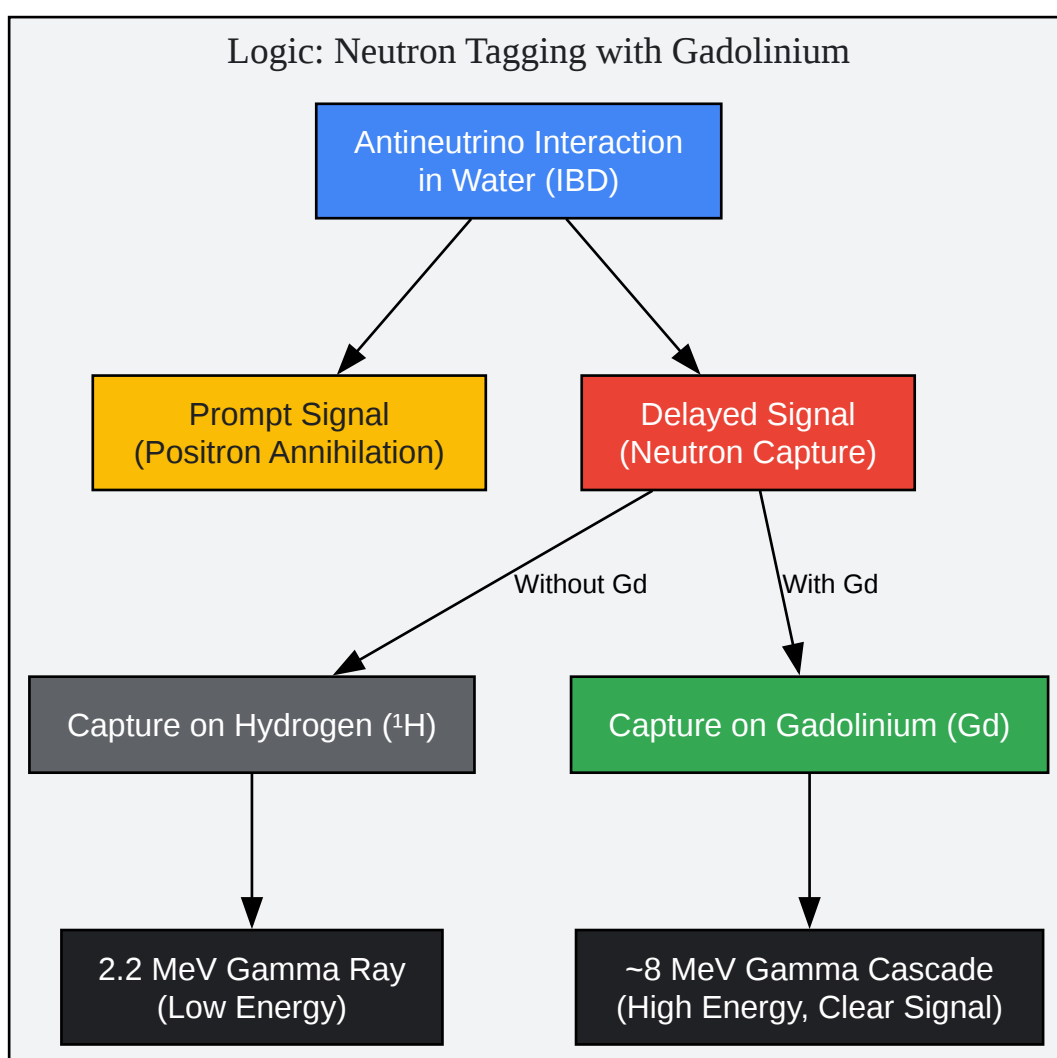 Logic: Neutron Tagging with Gadolinium
Antineutrino Interaction
in Water (IBD)
Prompt Signal
(Positron Annihilation)
Delayed Signal
(Neutron Capture)
Without Gd
With Gd
Capture on Hydrogen (¹H)
Capture on Gadolinium (Gd)
2.2 MeV Gamma Ray
(Low Energy)
~8 MeV Gamma Cascade
(High Energy, Clear Signal)